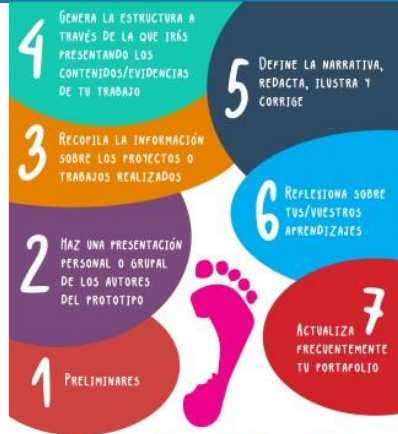 4 GENERA LA ESTRUCTURA A
TRAVÉS DE LA QUE IRÁS
PRESENTANDO LOS
CONTENIDOS/EVIDENCIAS
DE TU TRABAJO
5 DEFINE LA NARRATIVA,
REDACTA, ILUSTRA Y
CORRIGE
3 RECOPILA LA INFORMACIÓN
SOBRE LOS PROYECTOS O
TRABAJOS REALIZADOS
6 REFLEXIONA SOBRE
TUS/VUESTROS
APRENDIZAJES
2 HAZ UNA PRESENTACIÓN
PERSONAL O GRUPAL
DE LOS AUTORES
DEL PROTOTIPO
7 ACTUALIZA
FRECUENTEMENTE
TU PORTAFOLIO
1 PRELIMINARES